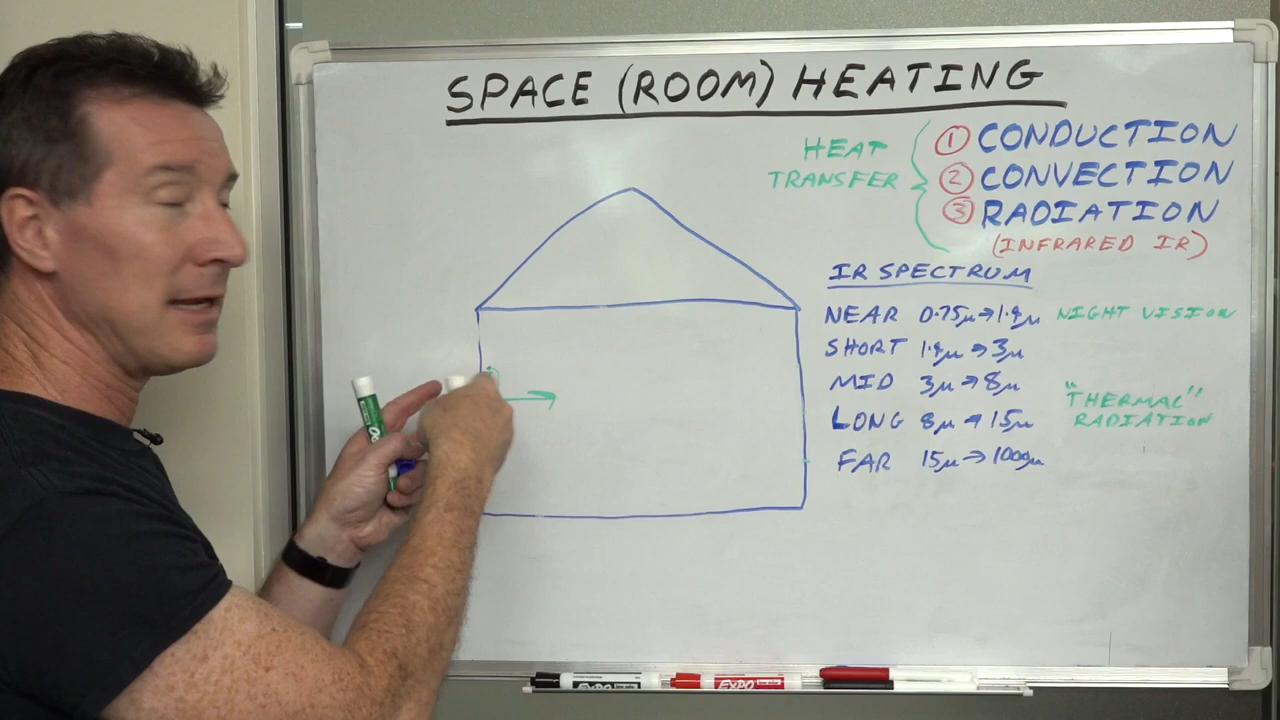 SPACE (ROOM) HEATING
HEAT TRANSFER
1 CONDUCTION
2 CONVECTION
3 RADIATION
(INFRARED IR)
IR SPECTRUM
NEAR 0.75µ→1.4µ NIGHT VISION
SHORT 1.4µ→3µ
MID 3µ→8µ
"THERMAL" RADIATION
LONG 8µ→15µ
FAR 15µ→1000µ
EXPO
EXPO